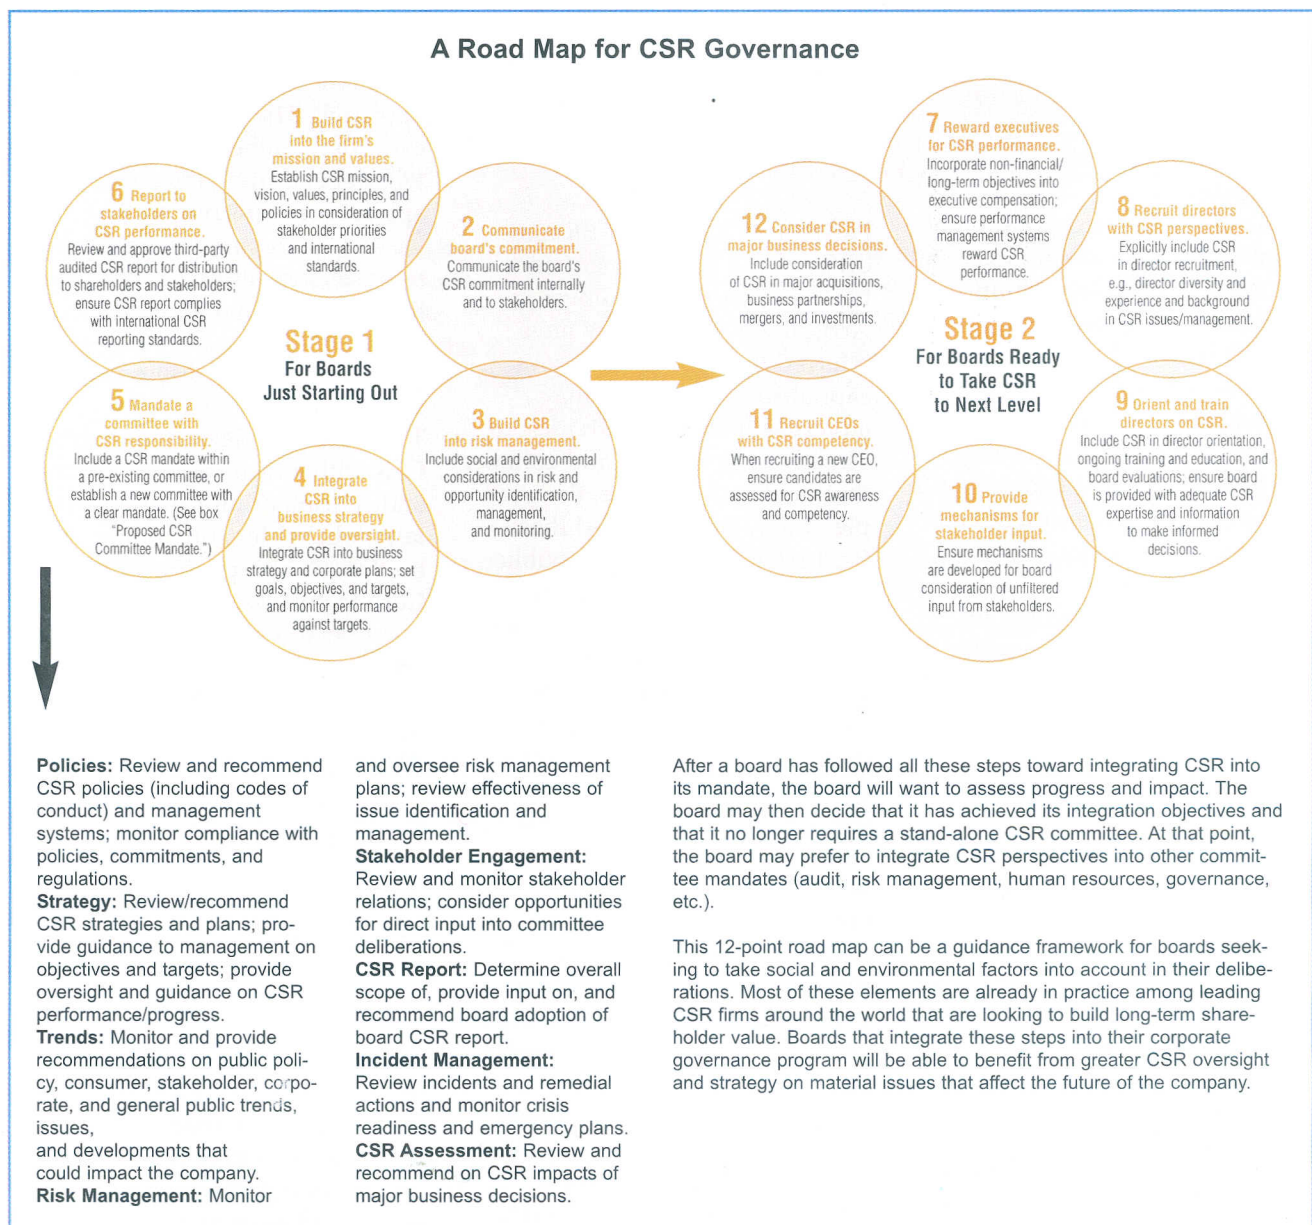 A Road Map for CSR Governance
1 Build CSR
into the firm's
mission and values.
Establish CSR mission,
vision, values, principles, and
policies in consideration of
stakeholder priorities
and international
standards.
2 Communicate
board's commitment.
Communicate the board's
CSR commitment internally
and to stakeholders.
3 Build CSR
into risk management.
Include social and environmental
considerations in risk and
opportunity identification,
management,
and monitoring.
4 Integrate
CSR into
business strategy
and provide oversight.
Integrate CSR into business
strategy and corporate plans; set
goals, objectives, and targets,
and monitor performance
against targets.
5 Mandate a
committee with
CSR responsibility.
Include a CSR mandate within
a pre-existing committee, or
establish a new committee with
a clear mandate. (See box
"Proposed CSR
Committee Mandate.")
6 Report to
stakeholders on
CSR performance.
Review and approve third-party
audited CSR report for distribution
to shareholders and stakeholders;
ensure CSR report complies
with international CSR
reporting standards.
Stage 1
For Boards
Just Starting Out
7 Reward executives
for CSR performance.
Incorporate non-financial/
long-term objectives into
executive compensation;
ensure performance
management systems
reward CSR
performance.
8 Recruit directors
with CSR perspectives.
Explicitly include CSR
in director recruitment,
e.g., director diversity and
experience and background
in CSR issues/management.
9 Orient and train
directors on CSR.
Include CSR in director orientation,
ongoing training and education, and
board evaluations; ensure board
is provided with adequate CSR
expertise and information
to make informed
decisions.
10 Provide
mechanisms for
stakeholder input.
Ensure mechanisms
are developed for board
consideration of unfiltered
input from stakeholders.
11 Recruit CEOs
with CSR competency.
When recruiting a new CEO,
ensure candidates are
assessed for CSR awareness
and competency.
12 Consider CSR in
major business decisions.
Include consideration
of CSR in major acquisitions,
business partnerships,
mergers, and investments.
Stage 2
For Boards Ready
to Take CSR
to Next Level
Policies: Review and recommend
CSR policies (including codes of
conduct) and management
systems; monitor compliance with
policies, commitments, and
regulations.
Strategy: Review/recommend
CSR strategies and plans; pro-
vide guidance to management on
objectives and targets; provide
oversight and guidance on CSR
performance/progress.
Trends: Monitor and provide
recommendations on public poli-
cy, consumer, stakeholder, corpo-
rate, and general public trends,
issues,
and developments that
could impact the company.
Risk Management: Monitor
and oversee risk management
plans; review effectiveness of
issue identification and
management.
Stakeholder Engagement:
Review and monitor stakeholder
relations; consider opportunities
for direct input into committee
deliberations.
CSR Report: Determine overall
scope of, provide input on, and
recommend board adoption of
board CSR report.
Incident Management:
Review incidents and remedial
actions and monitor crisis
readiness and emergency plans.
CSR Assessment: Review and
recommend on CSR impacts of
major business decisions.
After a board has followed all these steps toward integrating CSR into
its mandate, the board will want to assess progress and impact. The
board may then decide that it has achieved its integration objectives and
that it no longer requires a stand-alone CSR committee. At that point,
the board may prefer to integrate CSR perspectives into other commit-
tee mandates (audit, risk management, human resources, governance,
etc.).
This 12-point road map can be a guidance framework for boards seek-
ing to take social and environmental factors into account in their delibe-
rations. Most of these elements are already in practice among leading
CSR firms around the world that are looking to build long-term share-
holder value. Boards that integrate these steps into their corporate
governance program will be able to benefit from greater CSR oversight
and strategy on material issues that affect the future of the company.